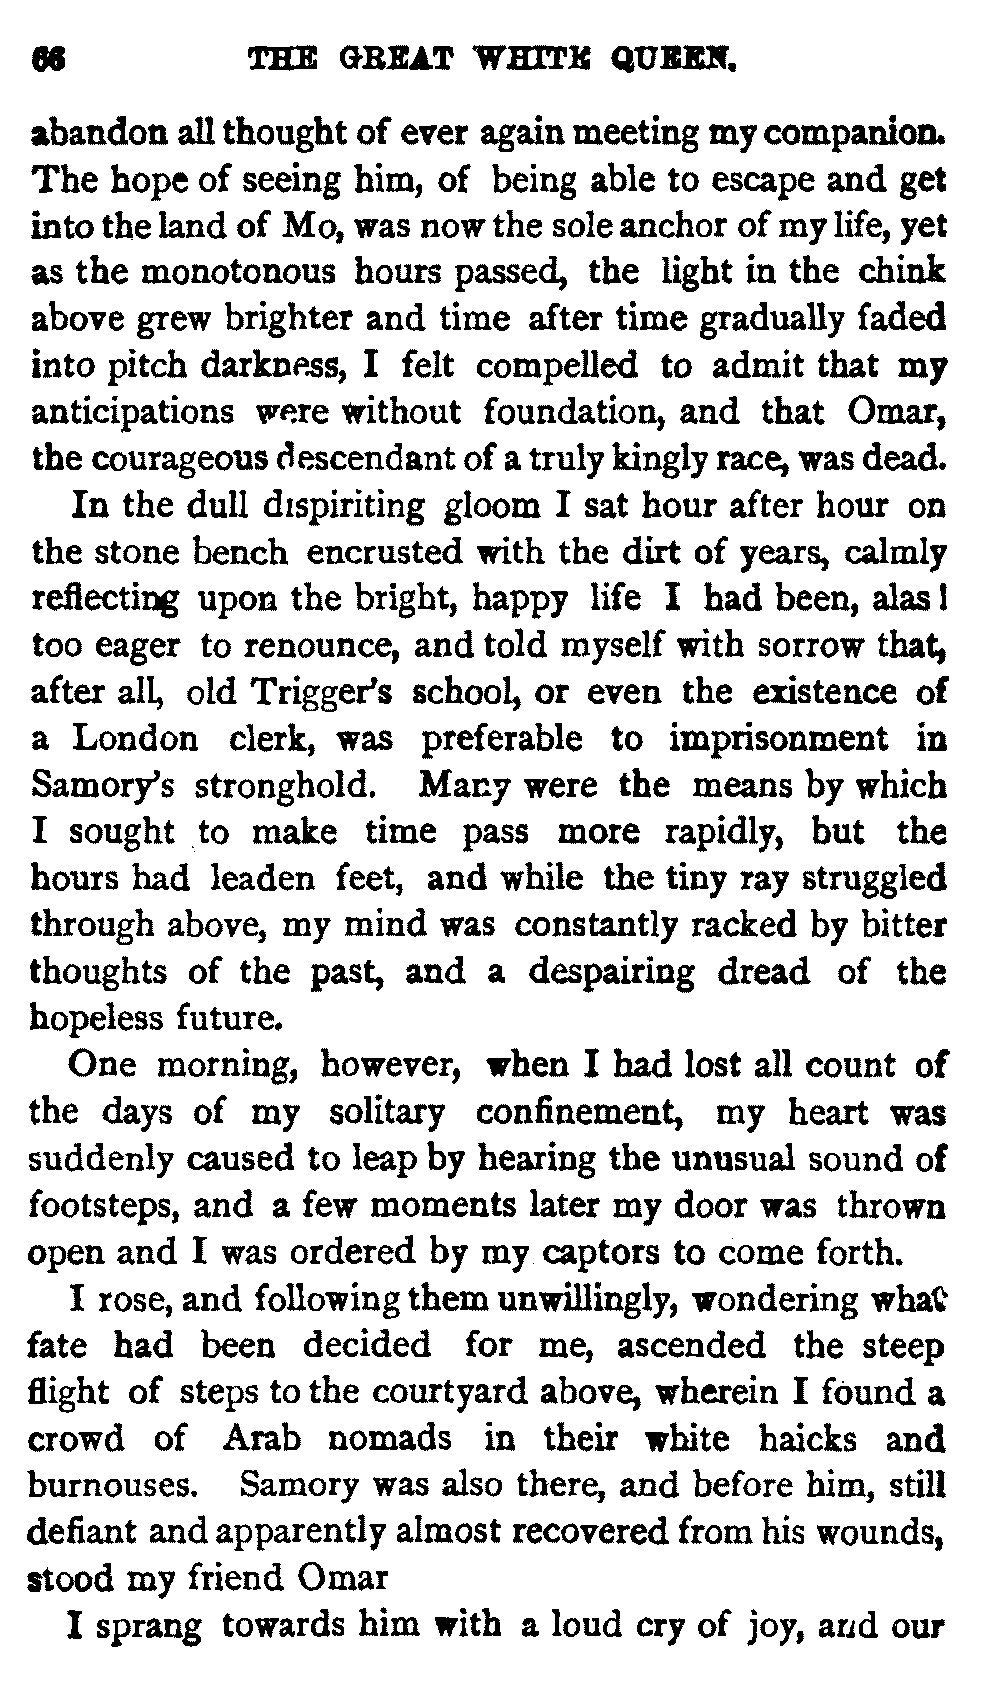 66 THE GREAT WHITE QUEEN.
abandon all thought of ever again meeting my companion.
The hope of seeing him, of being able to escape and get
into the land of Mo, was now the sole anchor of my life, yet
as the monotonous hours passed, the light in the chink
above grew brighter and time after time gradually faded
into pitch darkness, I felt compelled to admit that my
anticipations were without foundation, and that Omar,
the courageous descendant of a truly kingly race, was dead.
In the dull dispiriting gloom I sat hour after hour on
the stone bench encrusted with the dirt of years, calmly
reflecting upon the bright, happy life I had been, alas!
too eager to renounce, and told myself with sorrow that,
after all, old Trigger's school, or even the existence of
a London clerk, was preferable to imprisonment in
Samory's stronghold. Many were the means by which
I sought to make time pass more rapidly, but the
hours had leaden feet, and while the tiny ray struggled
through above, my mind was constantly racked by bitter
thoughts of the past, and a despairing dread of the
hopeless future.
One morning, however, when I had lost all count of
the days of my solitary confinement, my heart was
suddenly caused to leap by hearing the unusual sound of
footsteps, and a few moments later my door was thrown
open and I was ordered by my captors to come forth.
I rose, and following them unwillingly, wondering what
fate had been decided for me, ascended the steep
flight of steps to the courtyard above, wherein I found a
crowd of Arab nomads in their white haicks and
burnouses. Samory was also there, and before him, still
defiant and apparently almost recovered from his wounds,
stood my friend Omar
I sprang towards him with a loud cry of joy, and our